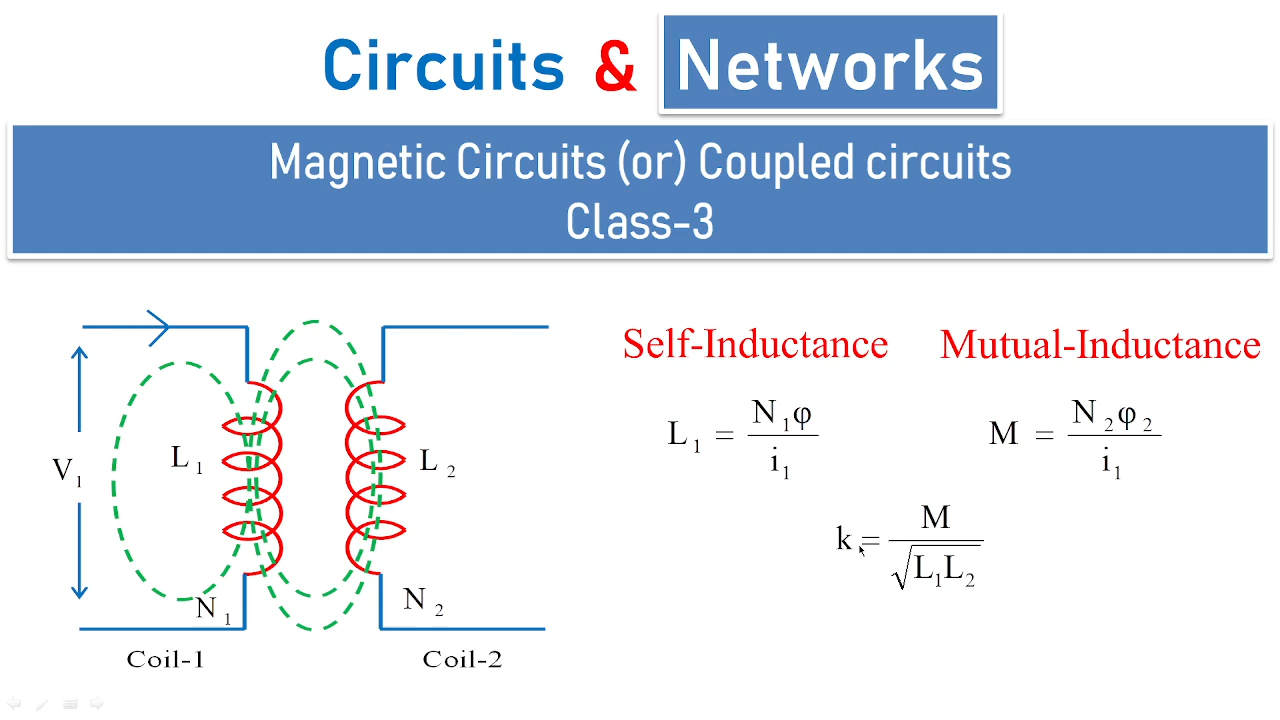 Circuits & Networks
Magnetic Circuits (or) Coupled circuits
Class-3
Self-Inductance Mutual-Inductance
L₁ = N₁φ / i₁
M = N₂φ₂ / i₁
k = M / √L₁L₂
V₁
L₁
L₂
N₁
N₂
Coil-1
Coil-2